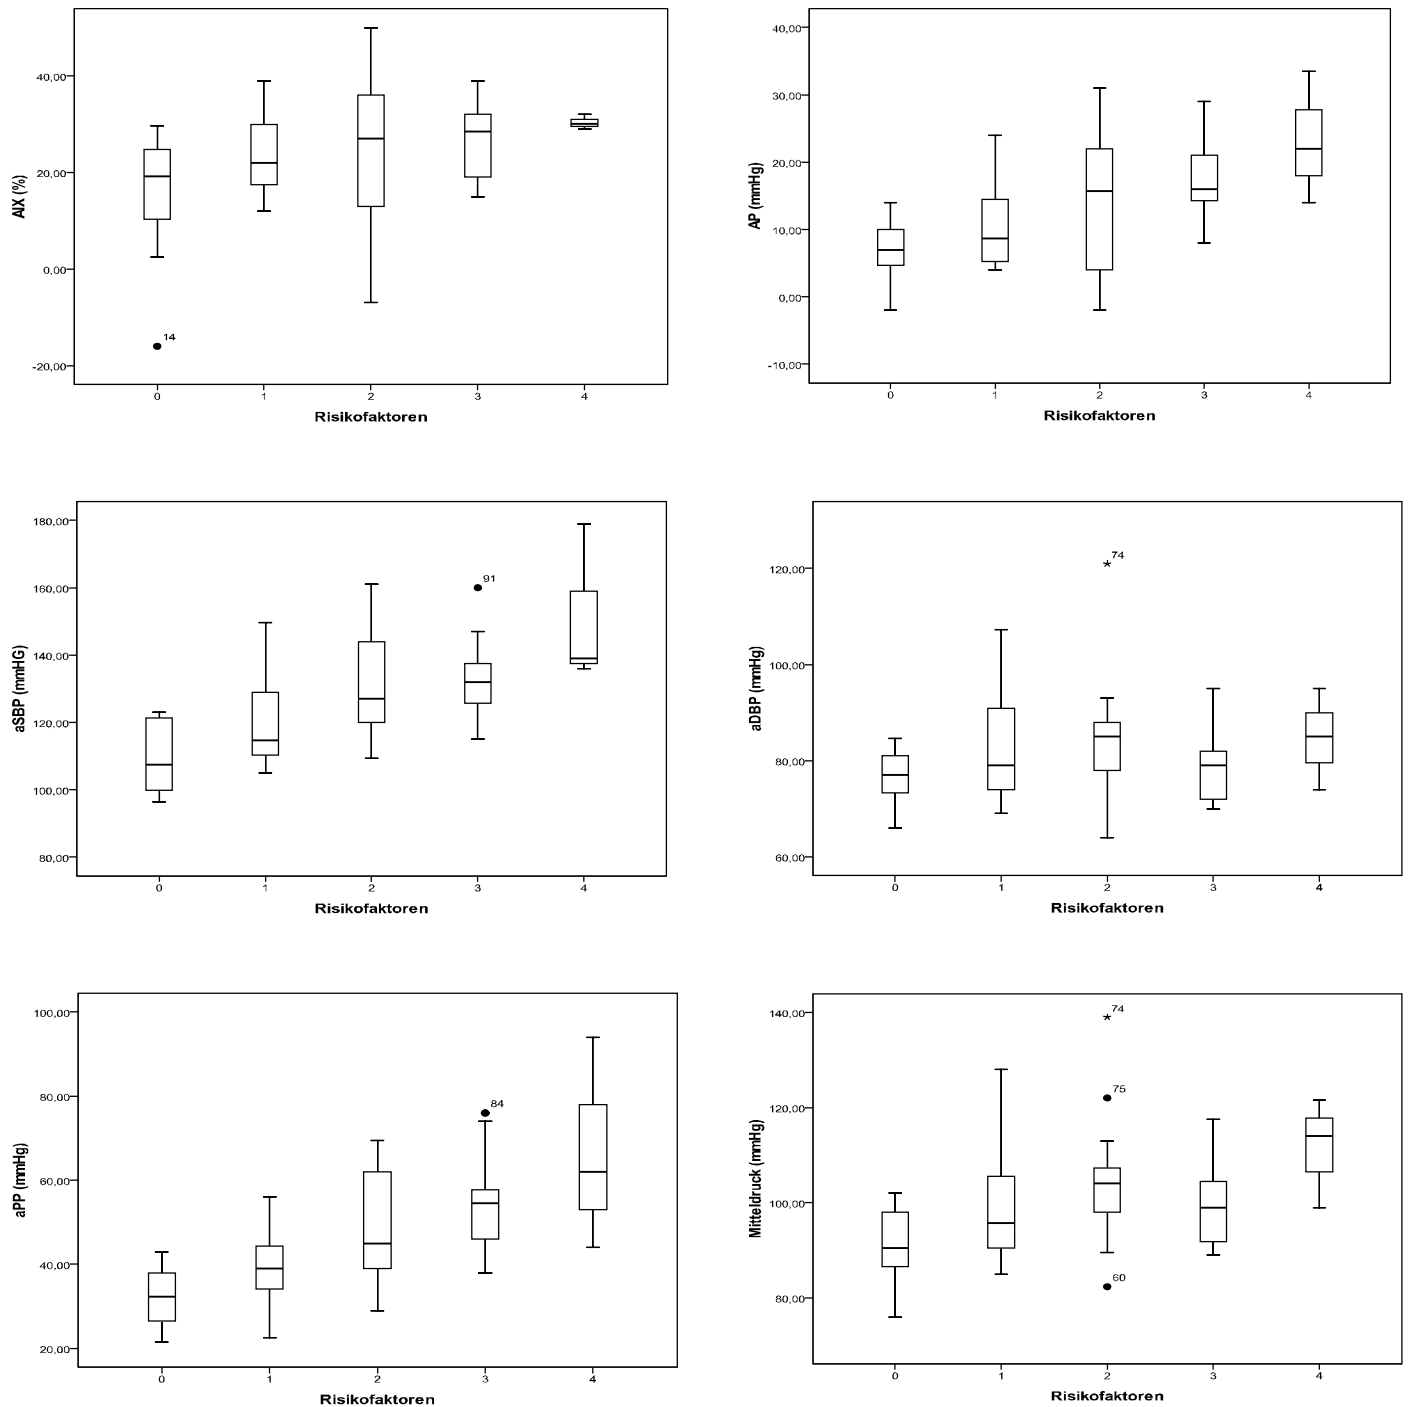 AIX (%)
40,00
20,00
0,00
-20,00
14
0 1 2 3 4
Risikofaktoren
AP (mmHg)
40,00
30,00
20,00
10,00
0,00
-10,00
0 1 2 3 4
Risikofaktoren
aSBP (mmHG)
180,00
160,00
140,00
120,00
100,00
80,00
91
0 1 2 3 4
Risikofaktoren
aDBP (mmHg)
120,00
100,00
80,00
60,00
74
0 1 2 3 4
Risikofaktoren
aPP (mmHg)
100,00
80,00
60,00
40,00
20,00
84
0 1 2 3 4
Risikofaktoren
Mitteldruck (mmHg)
140,00
120,00
100,00
80,00
74
75
60
0 1 2 3 4
Risikofaktoren